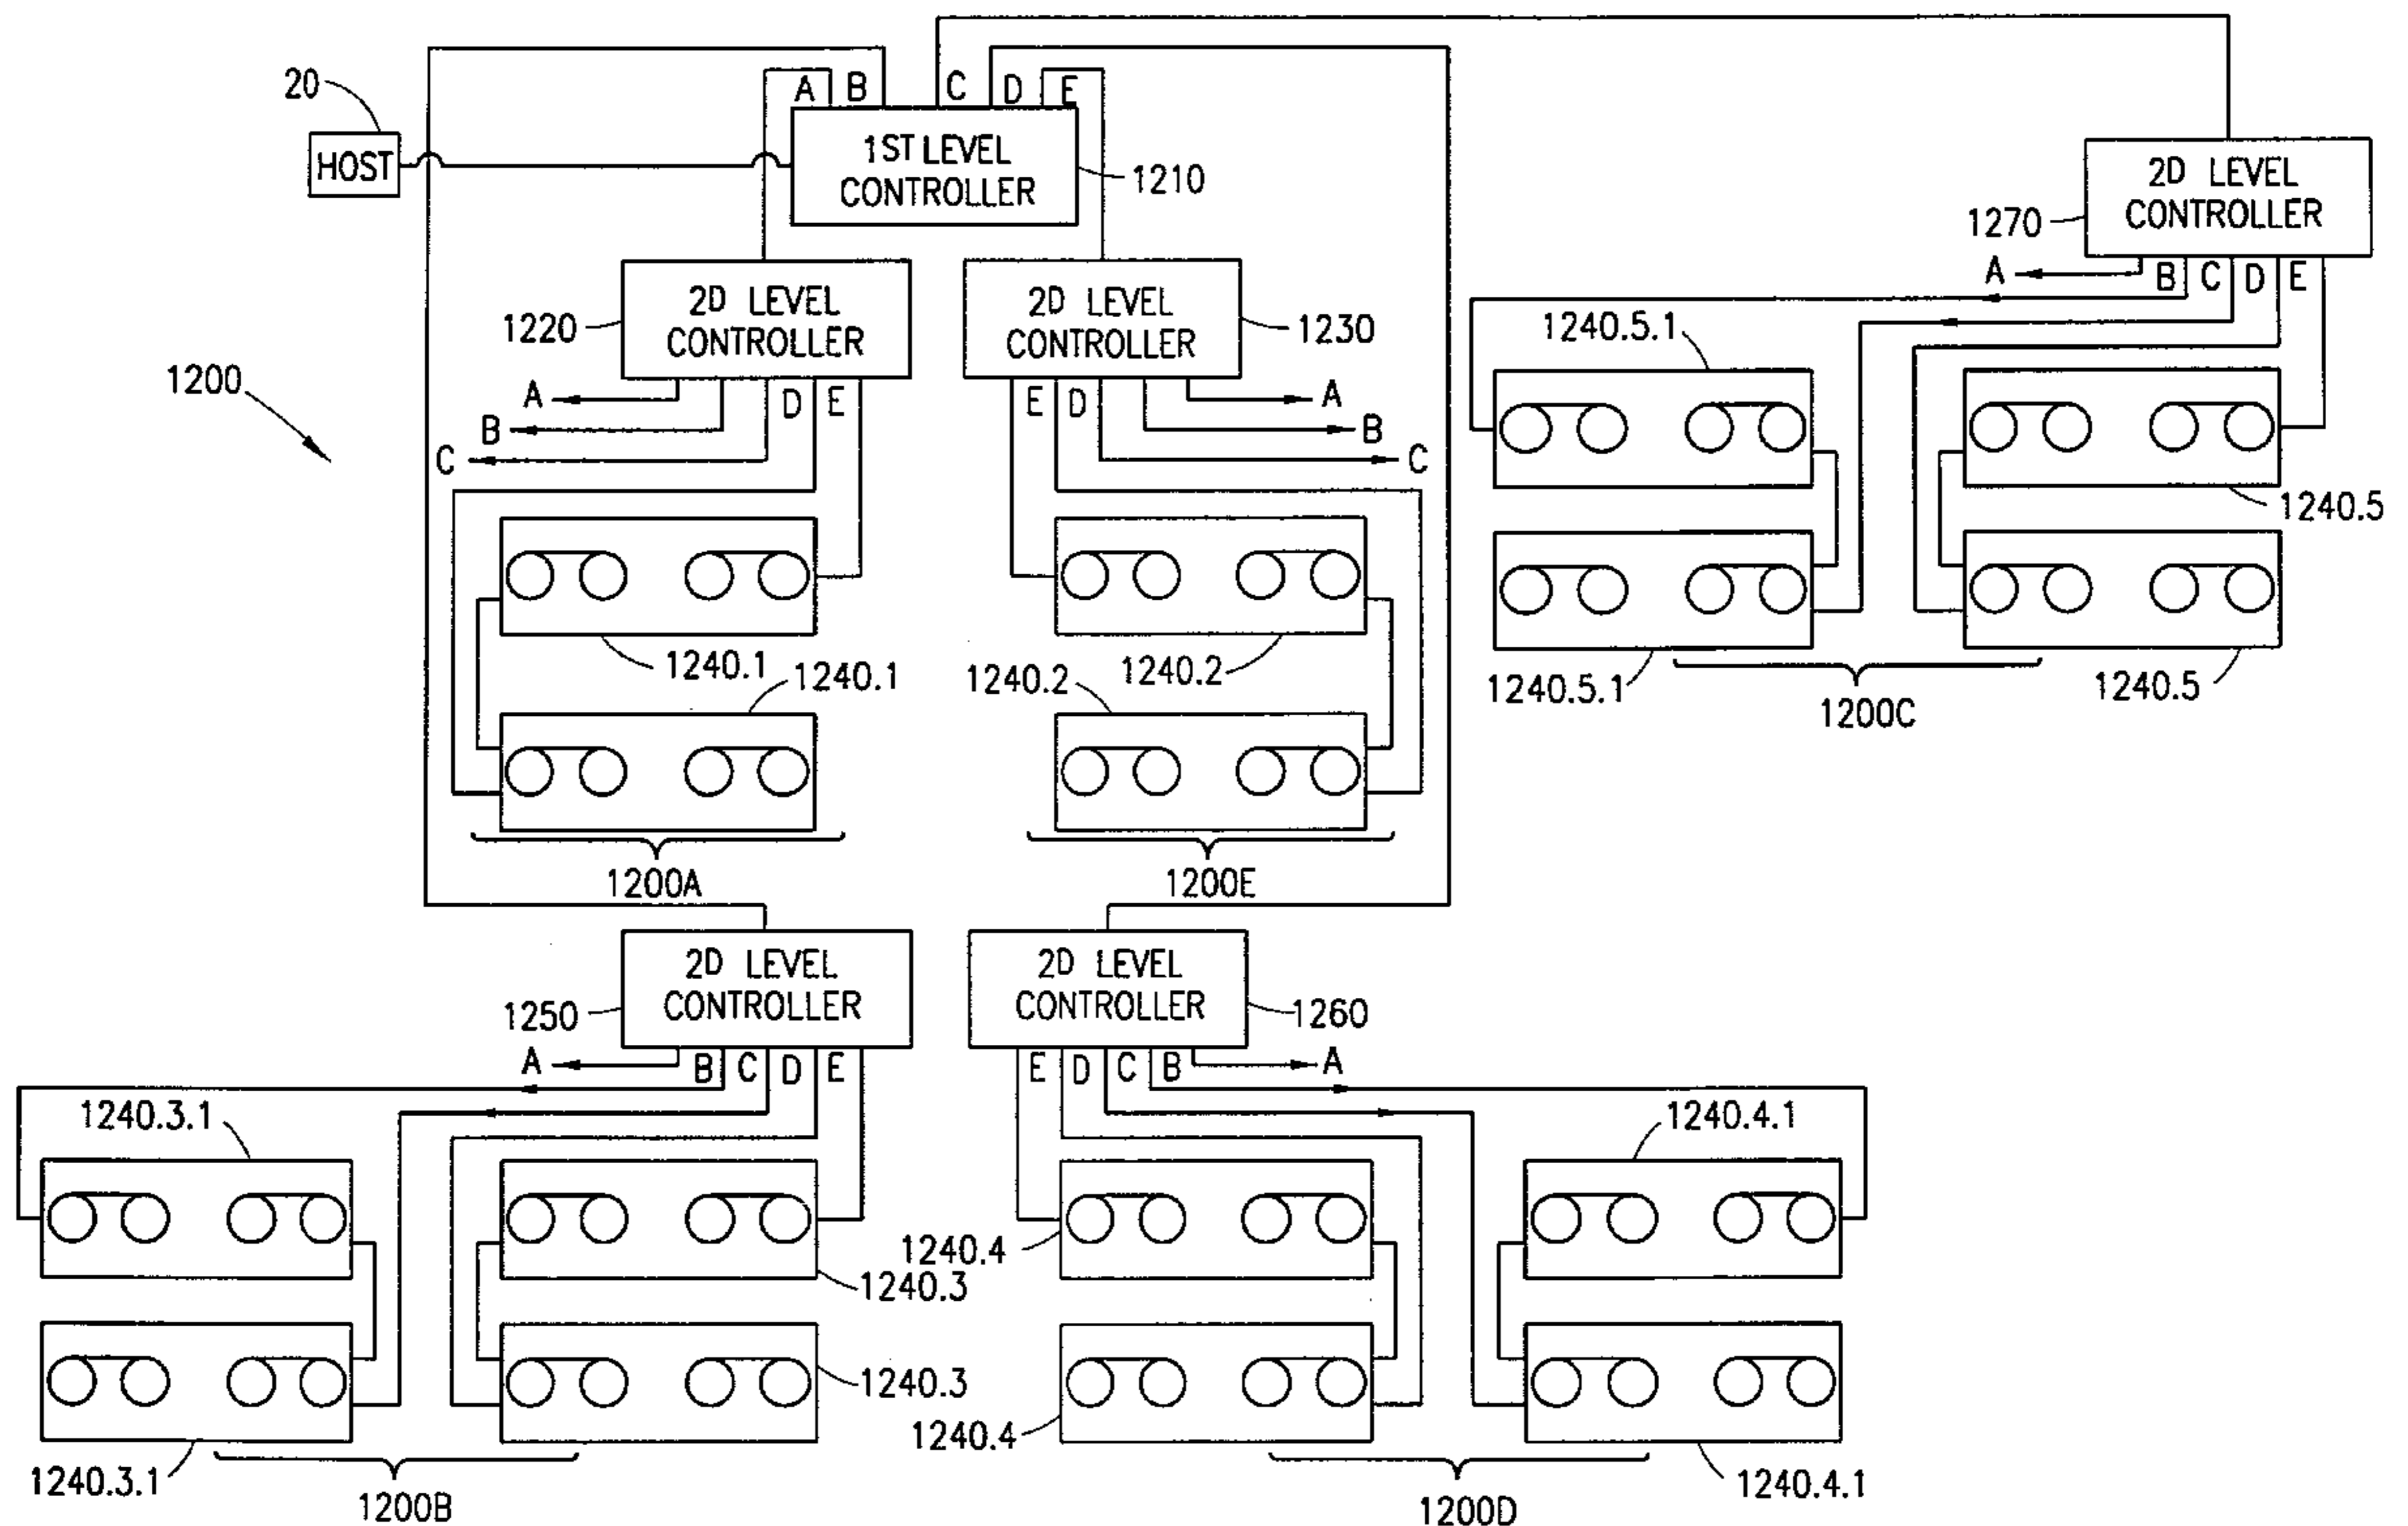 A B C D E
20
HOST
1ST LEVEL
CONTROLLER
1210
2D LEVEL
CONTROLLER
1270
A B C D E
2D LEVEL
CONTROLLER
1220
2D LEVEL
CONTROLLER
1230
1240.5.1
1200
A D E
B
C
E D A
B
C
1240.5
1240.1
1240.1
1240.2
1240.2
1240.5.1
1240.5
1200C
1200A
1200E
2D LEVEL
CONTROLLER
1250
2D LEVEL
CONTROLLER
1260
A B C D E
E D C B A
1240.3.1
1240.4.1
1240.4
1240.3
1240.3
1240.4
1240.3.1
1240.4.1
1200B
1200D